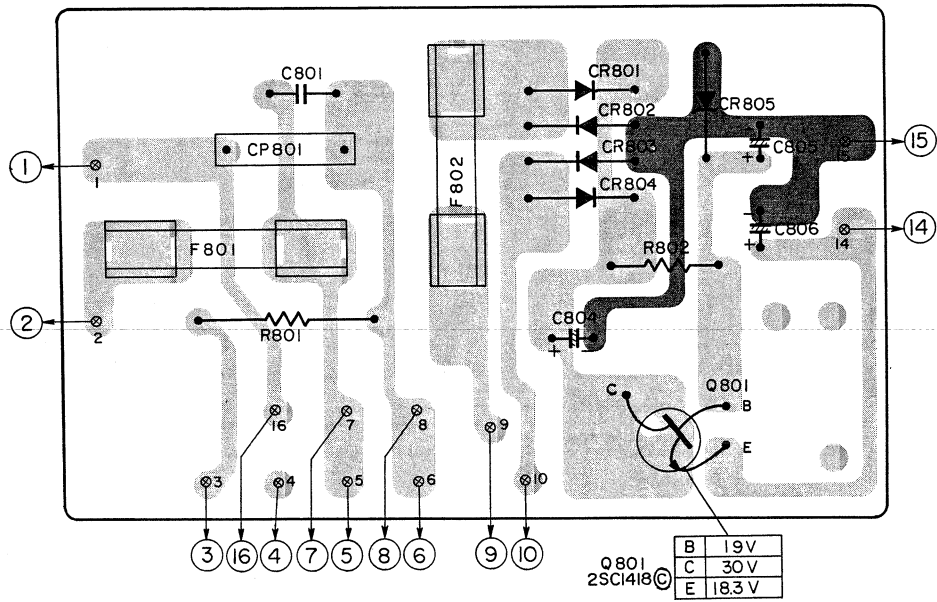 C801
CR801
CR802
CR805
CP801
F802
CR803
C805
15
15
1
1
CR804
C806
14
14
F801
R802
2
2
R801
C804
+ −
C
Q801
B
E
16
7
8
9
3
4
5
6
10
3
16
4
7
5
8
6
9
10
Q801
2SC1418 C
B 19V
C 30V
E 18.3V